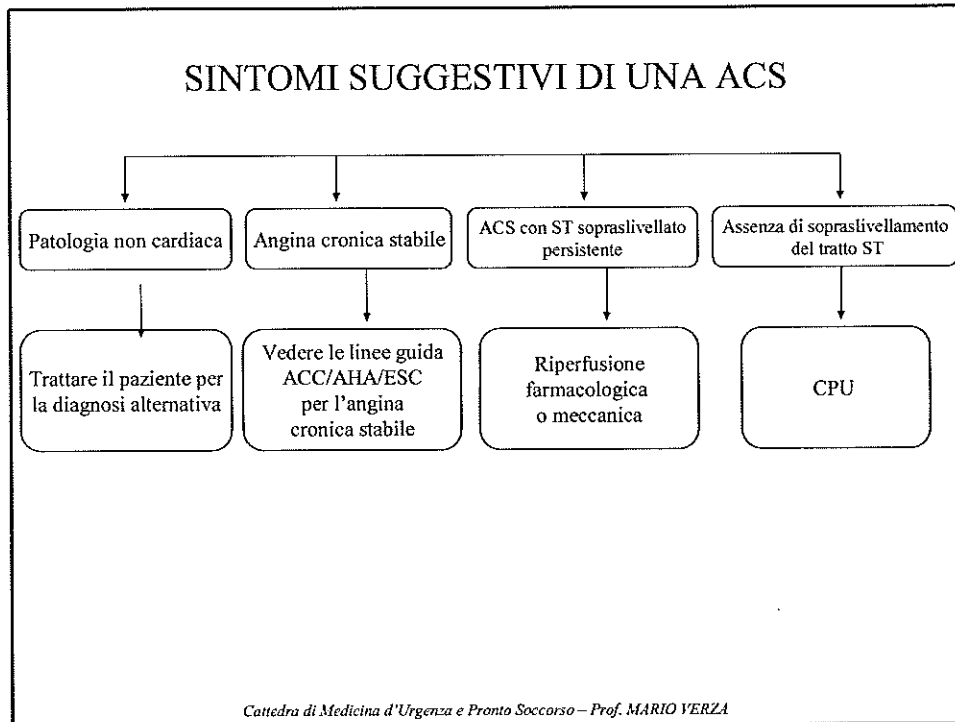 SINTOMI SUGGESTIVI DI UNA ACS
Patologia non cardiaca
Angina cronica stabile
ACS con ST sopraslivellato
persistente
Assenza di sopraslivellamento
del tratto ST
Trattare il paziente per
la diagnosi alternativa
Vedere le linee guida
ACC/AHA/ESC
per l'angina
cronica stabile
Riperfusione
farmacologica
o meccanica
CPU
Cattedra di Medicina d'Urgenza e Pronto Soccorso – Prof. MARIO VERZA